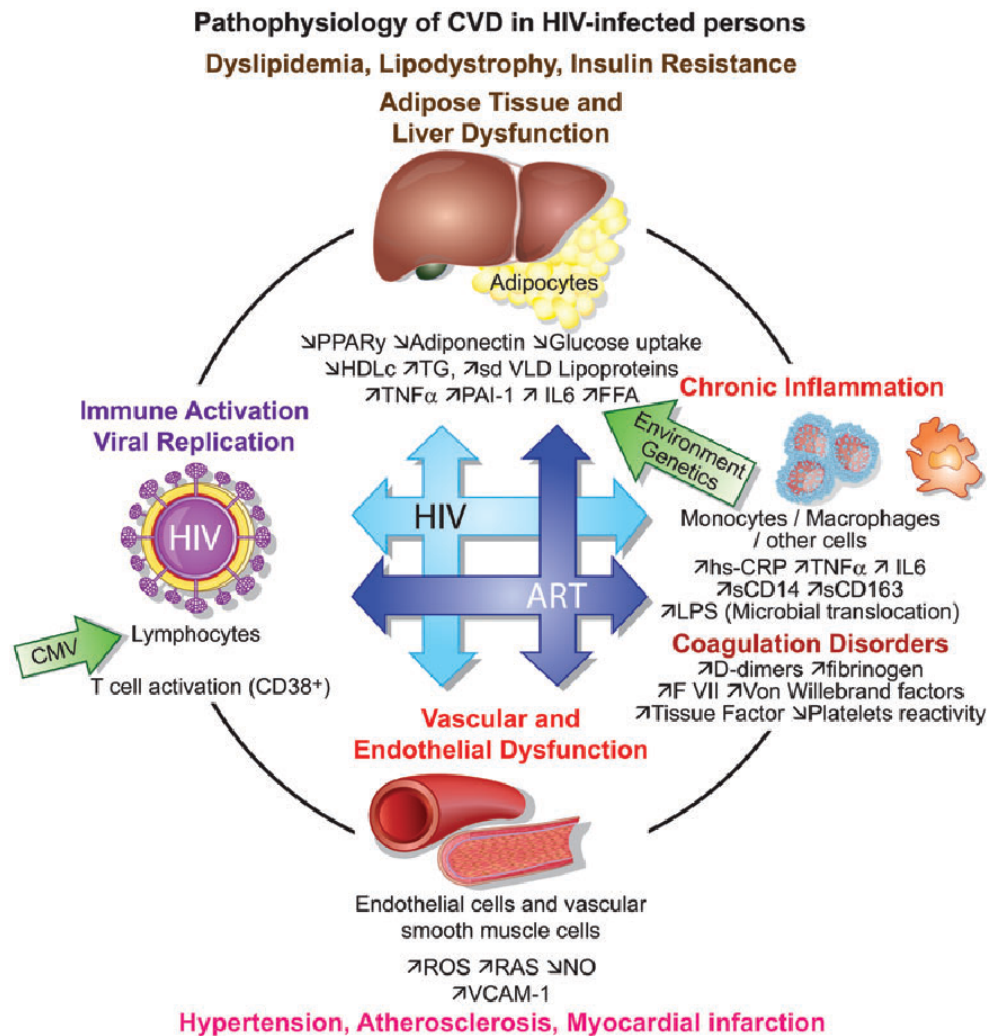 Pathophysiology of CVD in HIV-infected persons
Dyslipidemia, Lipodystrophy, Insulin Resistance
Adipose Tissue and
Liver Dysfunction
Adipocytes
↘PPARy ↘Adiponectin ↘Glucose uptake
↘HDLc ↗TG, ↗sd VLD Lipoproteins
↗TNFα ↗PAI-1 ↗ IL6 ↗FFA
Immune Activation
Viral Replication
HIV
Lymphocytes
CMV
T cell activation (CD38⁺)
HIV
ART
Environment
Genetics
Chronic Inflammation
Monocytes / Macrophages
/ other cells
↗hs-CRP ↗TNFα ↗ IL6
↗sCD14 ↗sCD163
↗LPS (Microbial translocation)
Coagulation Disorders
↗D-dimers ↗fibrinogen
↗F VII ↗Von Willebrand factors
↗Tissue Factor ↘Platelets reactivity
Vascular and
Endothelial Dysfunction
Endothelial cells and vascular
smooth muscle cells
↗ROS ↗RAS ↘NO
↗VCAM-1
Hypertension, Atherosclerosis, Myocardial infarction